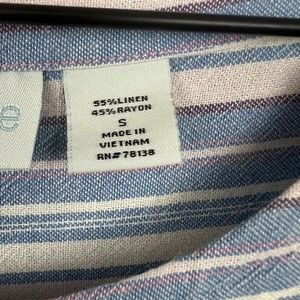 e
55%LINEN
45%RAYON
S
MADE IN
VIETNAM
RN#78138